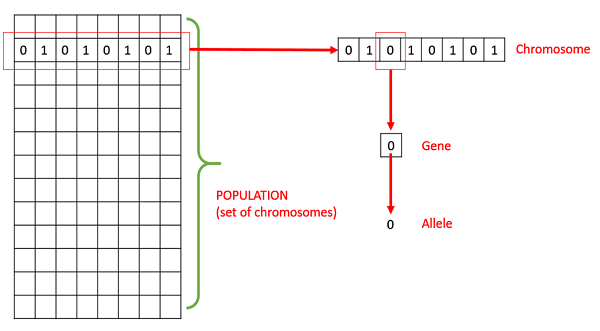 0 1 0 1 0 1 0 1
0 1 0 1 0 1 0 1 Chromosome
0 Gene
POPULATION
(set of chromosomes)
0 Allele